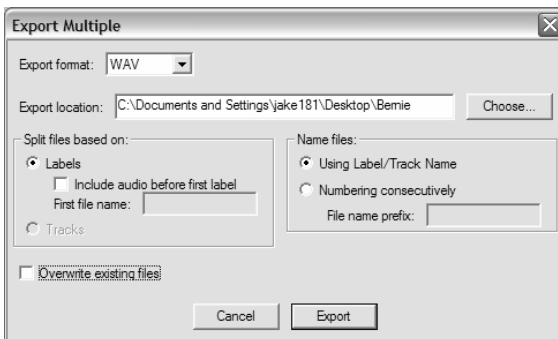 Export Multiple
Export format: WAV
Export location: C:\Documents and Settings\jake181\Desktop\Bernie Choose...
Split files based on:
Labels
Include audio before first label
First file name:
Tracks
Name files:
Using Label/Track Name
Numbering consecutively
File name prefix:
Overwrite existing files
Cancel Export